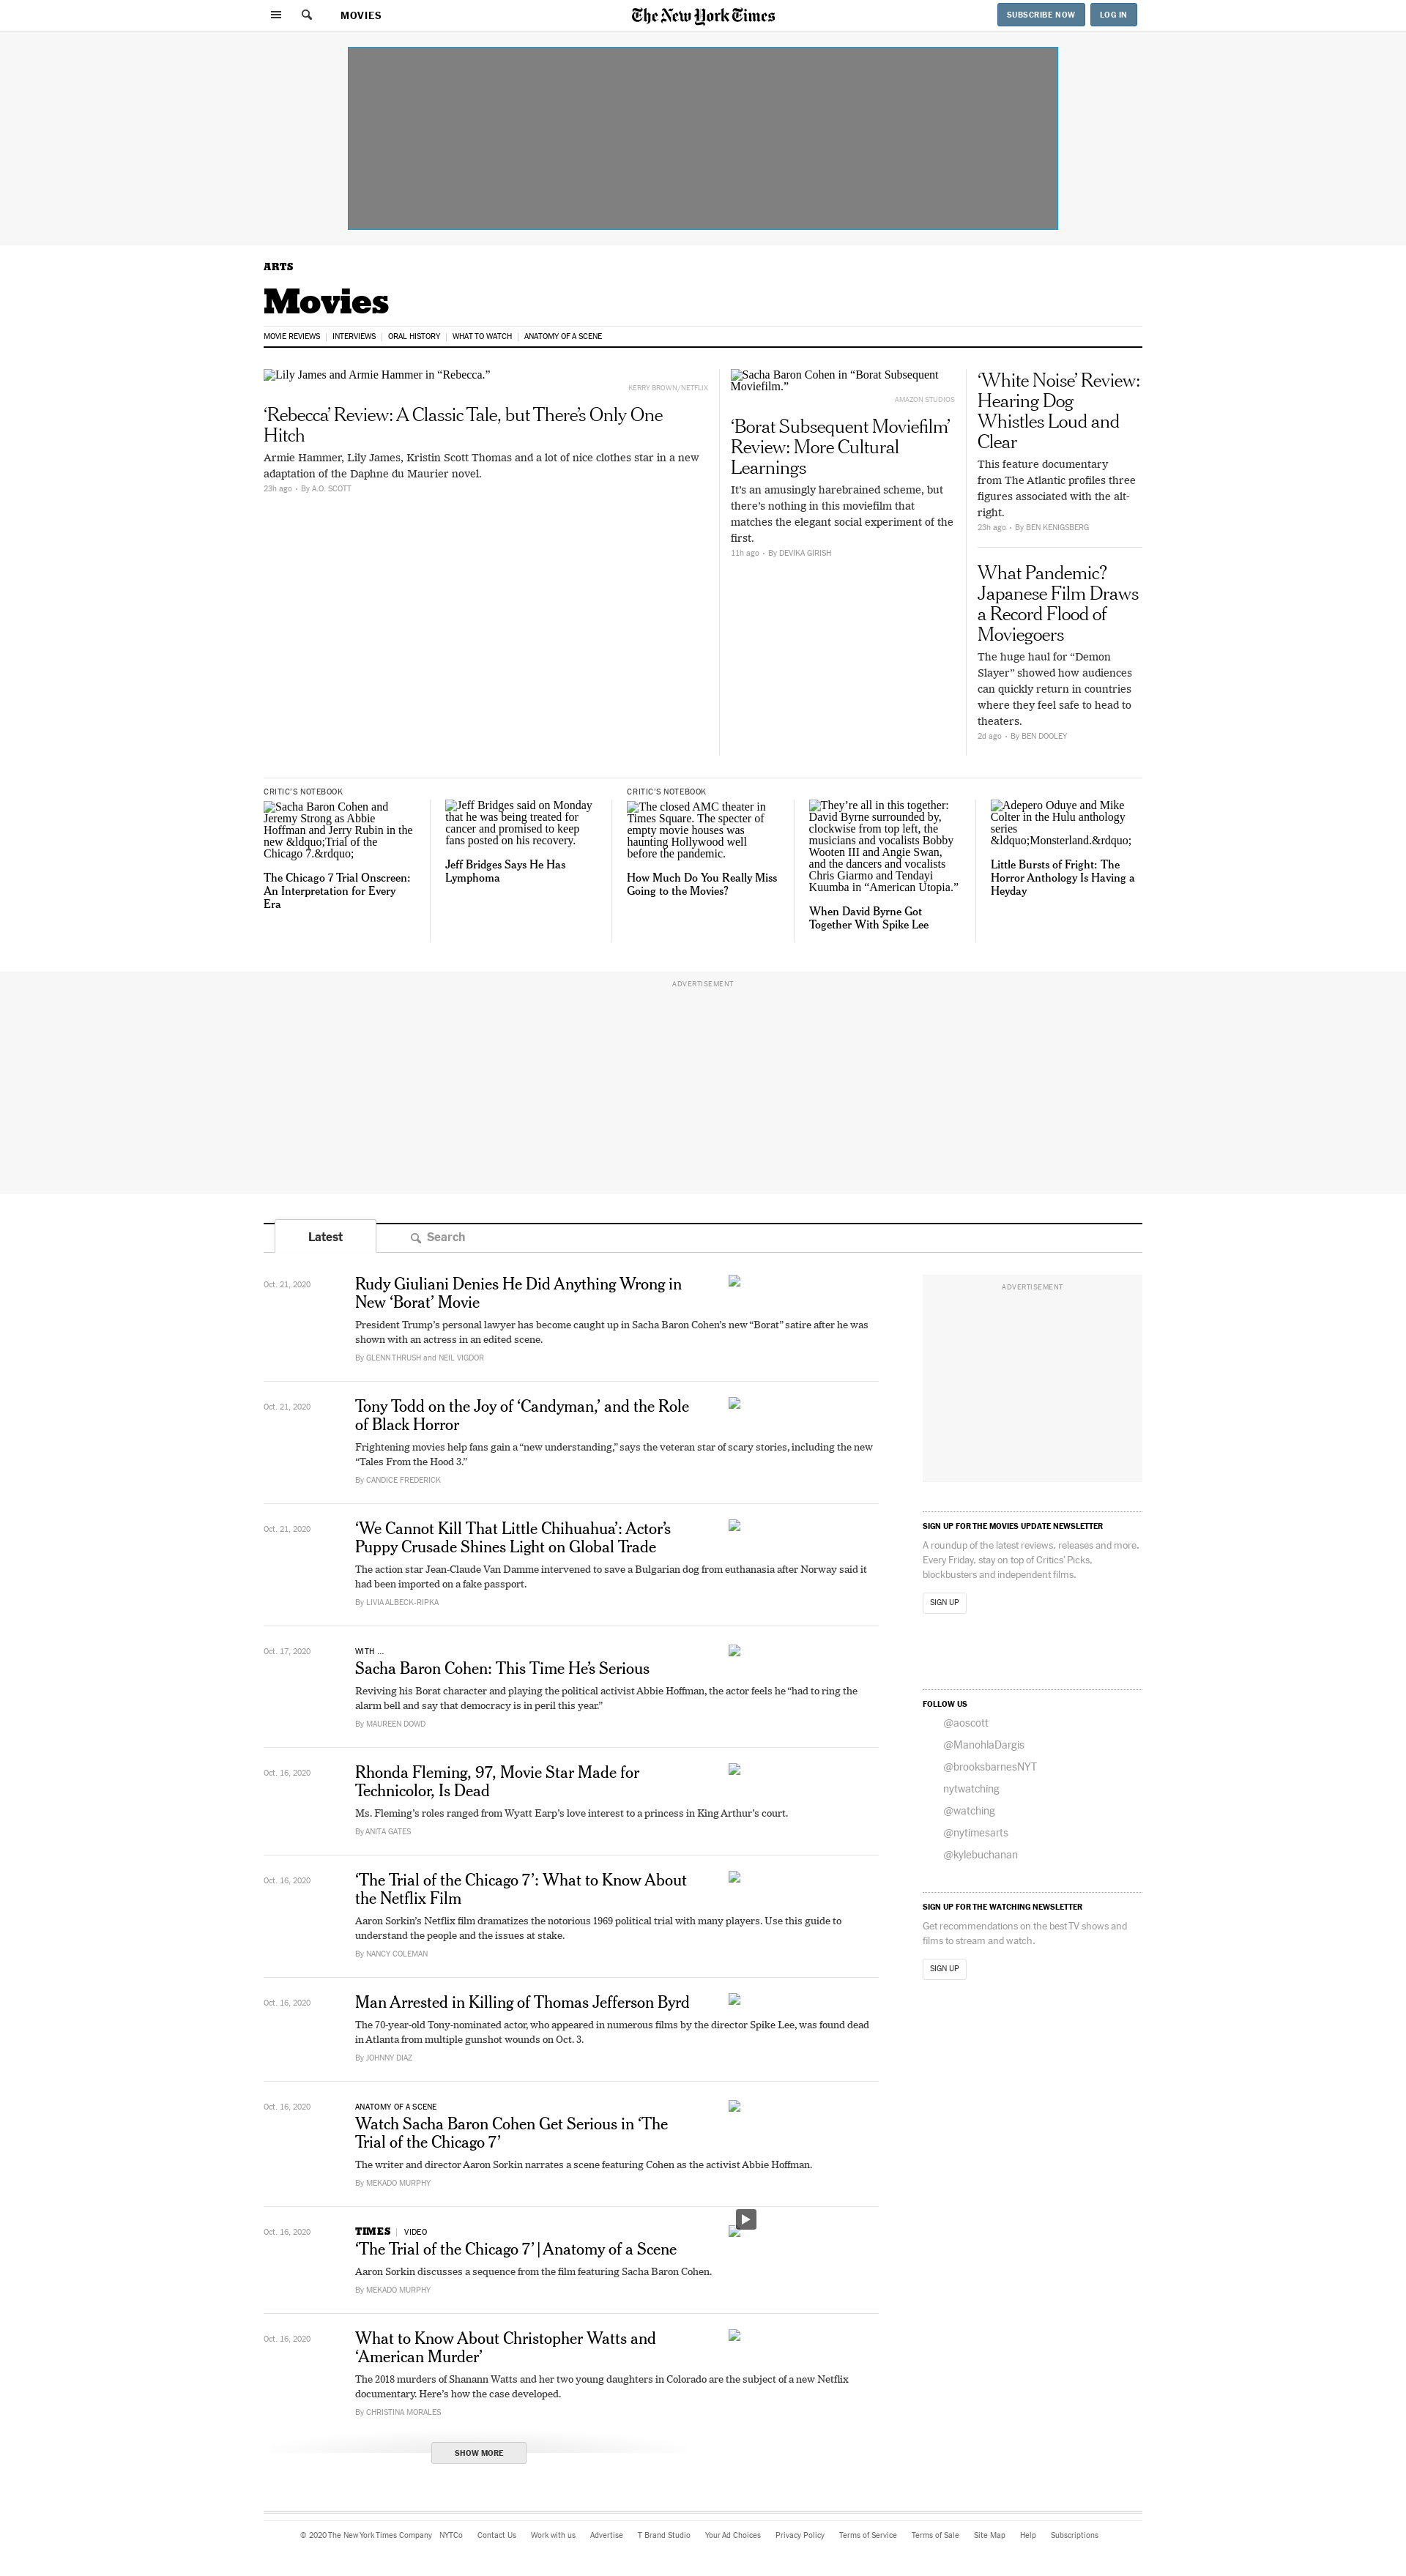 MOVIES
The New York Times
SUBSCRIBE NOW
LOG IN
ARTS
Movies
MOVIE REVIEWS
INTERVIEWS
ORAL HISTORY
WHAT TO WATCH
ANATOMY OF A SCENE
Lily James and Armie Hammer in “Rebecca.”
KERRY BROWN/NETFLIX
‘Rebecca’ Review: A Classic Tale, but There’s Only One
Hitch
Armie Hammer, Lily James, Kristin Scott Thomas and a lot of nice clothes star in a new
adaptation of the Daphne du Maurier novel.
23h ago • By A.O. SCOTT
Sacha Baron Cohen in “Borat Subsequent
Moviefilm.”
AMAZON STUDIOS
‘Borat Subsequent Moviefilm’
Review: More Cultural
Learnings
It’s an amusingly harebrained scheme, but
there’s nothing in this moviefilm that
matches the elegant social experiment of the
first.
11h ago • By DEVIKA GIRISH
‘White Noise’ Review:
Hearing Dog
Whistles Loud and
Clear
This feature documentary
from The Atlantic profiles three
figures associated with the alt-
right.
23h ago • By BEN KENIGSBERG
What Pandemic?
Japanese Film Draws
a Record Flood of
Moviegoers
The huge haul for “Demon
Slayer” showed how audiences
can quickly return in countries
where they feel safe to head to
theaters.
2d ago • By BEN DOOLEY
CRITIC’S NOTEBOOK
Sacha Baron Cohen and
Jeremy Strong as Abbie
Hoffman and Jerry Rubin in the
new &ldquo;Trial of the
Chicago 7.&rdquo;
The Chicago 7 Trial Onscreen:
An Interpretation for Every
Era
Jeff Bridges said on Monday
that he was being treated for
cancer and promised to keep
fans posted on his recovery.
Jeff Bridges Says He Has
Lymphoma
CRITIC’S NOTEBOOK
The closed AMC theater in
Times Square. The specter of
empty movie houses was
haunting Hollywood well
before the pandemic.
How Much Do You Really Miss
Going to the Movies?
They’re all in this together:
David Byrne surrounded by,
clockwise from top left, the
musicians and vocalists Bobby
Wooten III and Angie Swan,
and the dancers and vocalists
Chris Giarmo and Tendayi
Kuumba in “American Utopia.”
When David Byrne Got
Together With Spike Lee
Adepero Oduye and Mike
Colter in the Hulu anthology
series
&ldquo;Monsterland.&rdquo;
Little Bursts of Fright: The
Horror Anthology Is Having a
Heyday
ADVERTISEMENT
Latest
Search
Oct. 21, 2020
Rudy Giuliani Denies He Did Anything Wrong in
New ‘Borat’ Movie
President Trump’s personal lawyer has become caught up in Sacha Baron Cohen’s new “Borat” satire after he was
shown with an actress in an edited scene.
By GLENN THRUSH and NEIL VIGDOR
Oct. 21, 2020
Tony Todd on the Joy of ‘Candyman,’ and the Role
of Black Horror
Frightening movies help fans gain a “new understanding,” says the veteran star of scary stories, including the new
“Tales From the Hood 3.”
By CANDICE FREDERICK
Oct. 21, 2020
‘We Cannot Kill That Little Chihuahua’: Actor’s
Puppy Crusade Shines Light on Global Trade
The action star Jean-Claude Van Damme intervened to save a Bulgarian dog from euthanasia after Norway said it
had been imported on a fake passport.
By LIVIA ALBECK-RIPKA
Oct. 17, 2020
WITH ...
Sacha Baron Cohen: This Time He’s Serious
Reviving his Borat character and playing the political activist Abbie Hoffman, the actor feels he “had to ring the
alarm bell and say that democracy is in peril this year.”
By MAUREEN DOWD
Oct. 16, 2020
Rhonda Fleming, 97, Movie Star Made for
Technicolor, Is Dead
Ms. Fleming’s roles ranged from Wyatt Earp’s love interest to a princess in King Arthur’s court.
By ANITA GATES
Oct. 16, 2020
‘The Trial of the Chicago 7’: What to Know About
the Netflix Film
Aaron Sorkin’s Netflix film dramatizes the notorious 1969 political trial with many players. Use this guide to
understand the people and the issues at stake.
By NANCY COLEMAN
Oct. 16, 2020
Man Arrested in Killing of Thomas Jefferson Byrd
The 70-year-old Tony-nominated actor, who appeared in numerous films by the director Spike Lee, was found dead
in Atlanta from multiple gunshot wounds on Oct. 3.
By JOHNNY DIAZ
Oct. 16, 2020
ANATOMY OF A SCENE
Watch Sacha Baron Cohen Get Serious in ‘The
Trial of the Chicago 7’
The writer and director Aaron Sorkin narrates a scene featuring Cohen as the activist Abbie Hoffman.
By MEKADO MURPHY
Oct. 16, 2020
TIMES | VIDEO
‘The Trial of the Chicago 7’ | Anatomy of a Scene
Aaron Sorkin discusses a sequence from the film featuring Sacha Baron Cohen.
By MEKADO MURPHY
Oct. 16, 2020
What to Know About Christopher Watts and
‘American Murder’
The 2018 murders of Shanann Watts and her two young daughters in Colorado are the subject of a new Netflix
documentary. Here’s how the case developed.
By CHRISTINA MORALES
SHOW MORE
ADVERTISEMENT
SIGN UP FOR THE MOVIES UPDATE NEWSLETTER
A roundup of the latest reviews, releases and more.
Every Friday, stay on top of Critics’ Picks,
blockbusters and independent films.
SIGN UP
FOLLOW US
@aoscott
@ManohlaDargis
@brooksbarnesNYT
nytwatching
@watching
@nytimesarts
@kylebuchanan
SIGN UP FOR THE WATCHING NEWSLETTER
Get recommendations on the best TV shows and
films to stream and watch.
SIGN UP
© 2020 The New York Times Company
NYTCo
Contact Us
Work with us
Advertise
T Brand Studio
Your Ad Choices
Privacy Policy
Terms of Service
Terms of Sale
Site Map
Help
Subscriptions